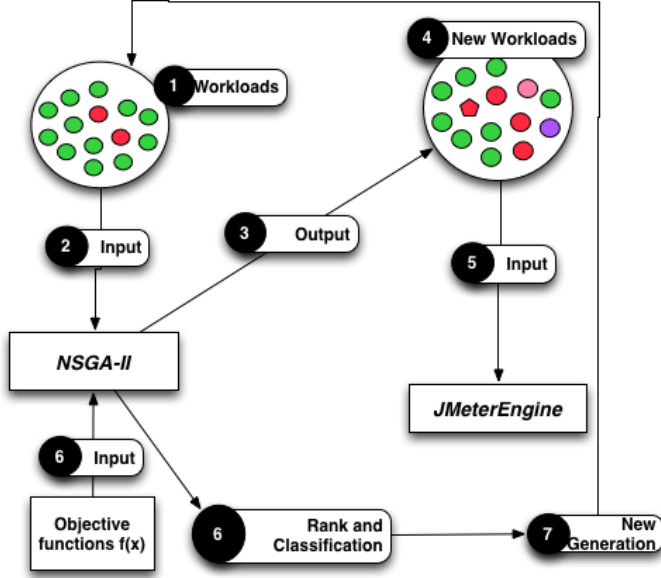 4 New Workloads
1 Workloads
3 Output
2 Input
5 Input
NSGA-II
JMeterEngine
6 Input
Objective
functions f(x)
6
Rank and
Classification
7
New
Generation